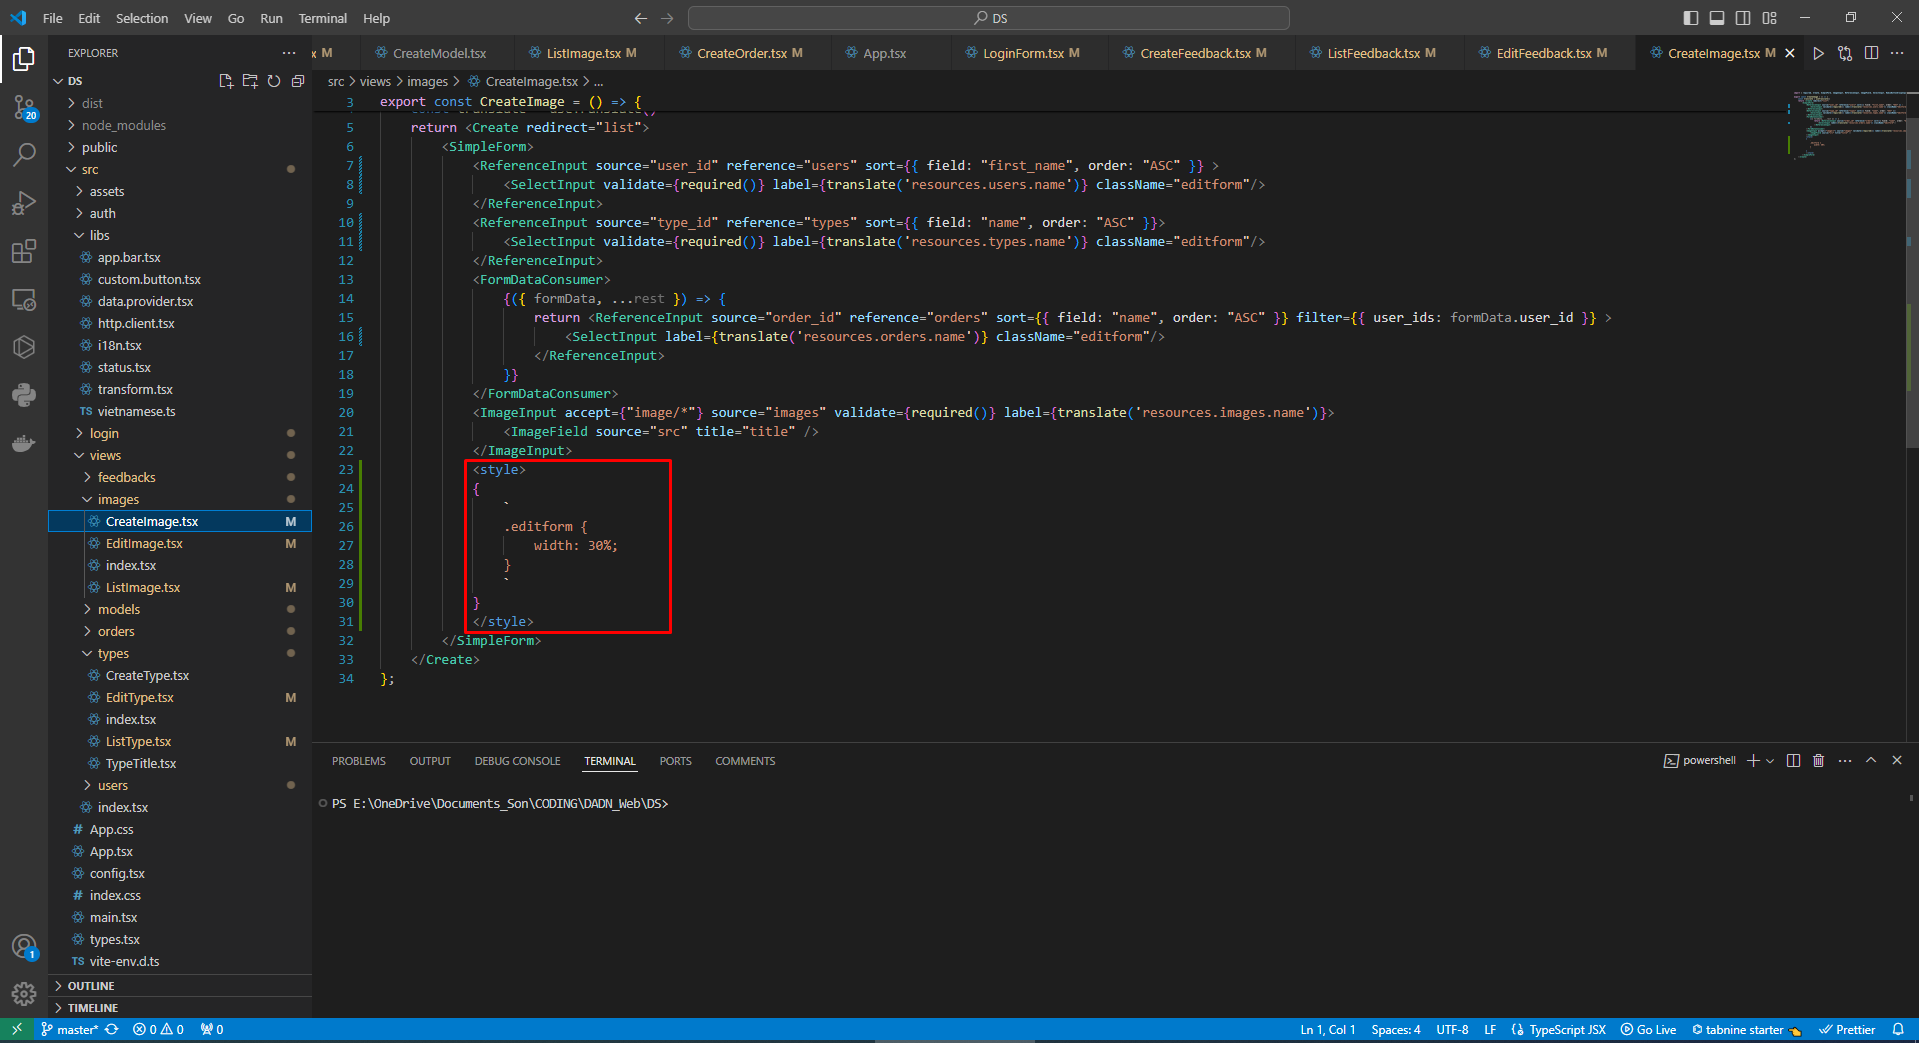 File Edit Selection View Go Run Terminal Help
DS
EXPLORER
x M
CreateModel.tsx
ListImage.tsx M
CreateOrder.tsx M
App.tsx
LoginForm.tsx M
CreateFeedback.tsx M
ListFeedback.tsx M
EditFeedback.tsx M
CreateImage.tsx M
DS
dist
node_modules
public
src
assets
auth
libs
app.bar.tsx
custom.button.tsx
data.provider.tsx
http.client.tsx
i18n.tsx
status.tsx
transform.tsx
TS vietnamese.ts
login
views
feedbacks
images
CreateImage.tsx M
EditImage.tsx M
index.tsx
ListImage.tsx M
models
orders
types
CreateType.tsx
EditType.tsx M
index.tsx
ListType.tsx M
TypeTitle.tsx
users
index.tsx
# App.css
App.tsx
config.tsx
# index.css
main.tsx
types.tsx
TS vite-env.d.ts
OUTLINE
TIMELINE
20
1
src > views > images > CreateImage.tsx > ...
3 export const CreateImage = () => {
5 return <Create redirect="list">
6 <SimpleForm>
7 <ReferenceInput source="user_id" reference="users" sort={{ field: "first_name", order: "ASC" }} >
8 <SelectInput validate={required()} label={translate('resources.users.name')} className="editform"/>
9 </ReferenceInput>
10 <ReferenceInput source="type_id" reference="types" sort={{ field: "name", order: "ASC" }}>
11 <SelectInput validate={required()} label={translate('resources.types.name')} className="editform"/>
12 </ReferenceInput>
13 <FormDataConsumer>
14 {({ formData, ...rest }) => {
15 return <ReferenceInput source="order_id" reference="orders" sort={{ field: "name", order: "ASC" }} filter={{ user_ids: formData.user_id }} >
16 <SelectInput label={translate('resources.orders.name')} className="editform"/>
17 </ReferenceInput>
18 }}
19 </FormDataConsumer>
20 <ImageInput accept={"image/*"} source="images" validate={required()} label={translate('resources.images.name')}>
21 <ImageField source="src" title="title" />
22 </ImageInput>
23 <style>
24 {
25 `
26 .editform {
27 width: 30%;
28 }
29 `
30 }
31 </style>
32 </SimpleForm>
33 </Create>
34 };
PROBLEMS OUTPUT DEBUG CONSOLE TERMINAL PORTS COMMENTS
powershell
PS E:\OneDrive\Documents_Son\CODING\DADN_Web\DS>
master* 0 0 0
Ln 1, Col 1 Spaces: 4 UTF-8 LF TypeScript JSX Go Live tabnine starter Prettier